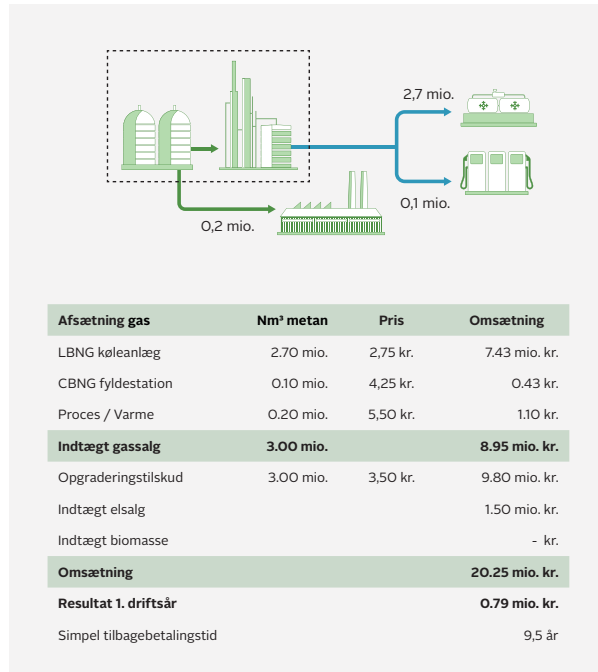 2,7 mio.
0,1 mio.
0,2 mio.
Afsætning gas Nm³ metan Pris Omsætning
LBNG køleanlæg 2.70 mio. 2,75 kr. 7.43 mio. kr.
CBNG fyldestation 0.10 mio. 4,25 kr. 0.43 kr.
Proces / Varme 0.20 mio. 5,50 kr. 1.10 kr.
Indtægt gassalg 3.00 mio. 8.95 mio. kr.
Opgraderingstilskud 3.00 mio. 3,50 kr. 9.80 mio. kr.
Indtægt elsalg 1.50 mio. kr.
Indtægt biomasse - kr.
Omsætning 20.25 mio. kr.
Resultat 1. driftsår 0.79 mio. kr.
Simpel tilbagebetalingstid 9,5 år